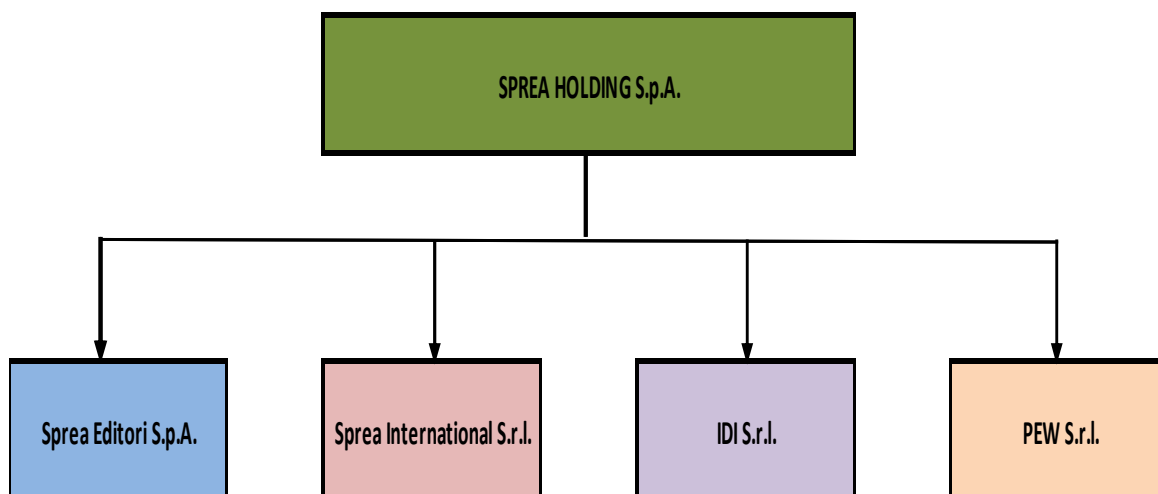 SPREA HOLDING S.p.A.
Sprea Editori S.p.A.
Sprea International S.r.l.
IDI S.r.l.
PEW S.r.l.